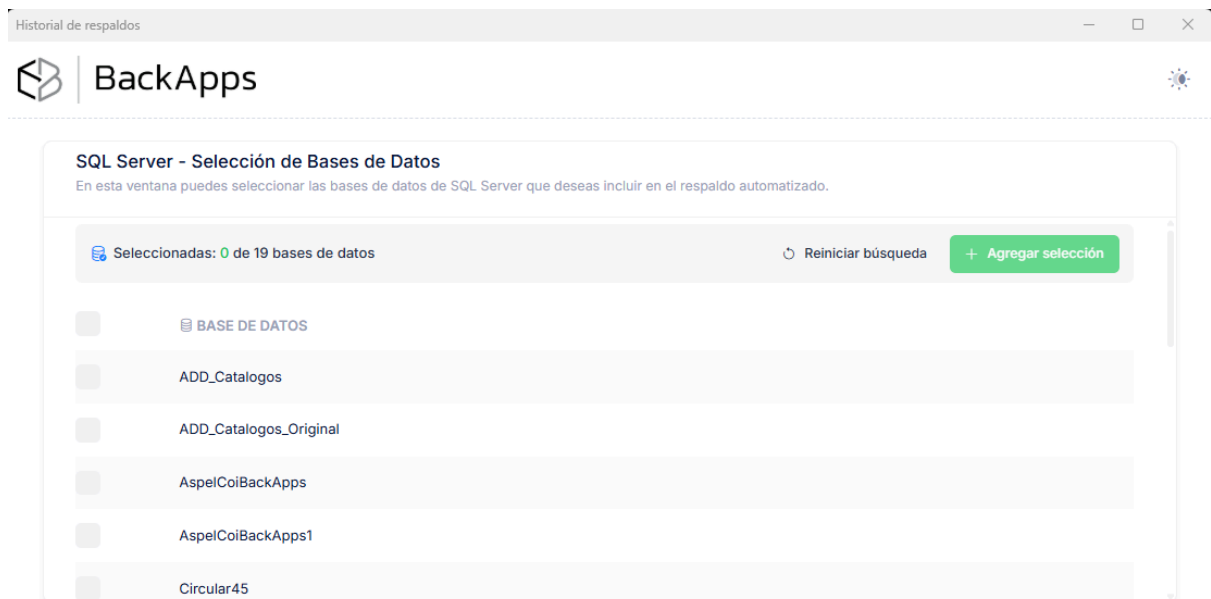 Historial de respaldos
BackApps
SQL Server - Selección de Bases de Datos
En esta ventana puedes seleccionar las bases de datos de SQL Server que deseas incluir en el respaldo automatizado.
Seleccionadas: 0 de 19 bases de datos
Reiniciar búsqueda
+ Agregar selección
BASE DE DATOS
ADD_Catalogos
ADD_Catalogos_Original
AspelCoiBackApps
AspelCoiBackApps1
Circular45